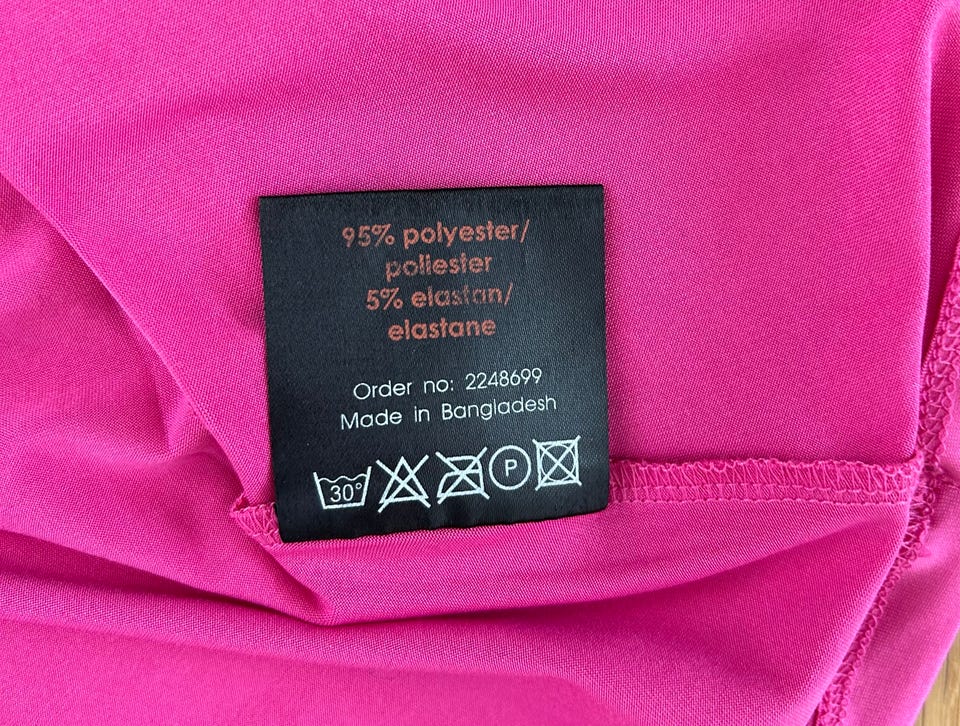 95% polyester/
poliester
5% elastan/
elastane
Order no: 2248699
Made in Bangladesh
30°
P